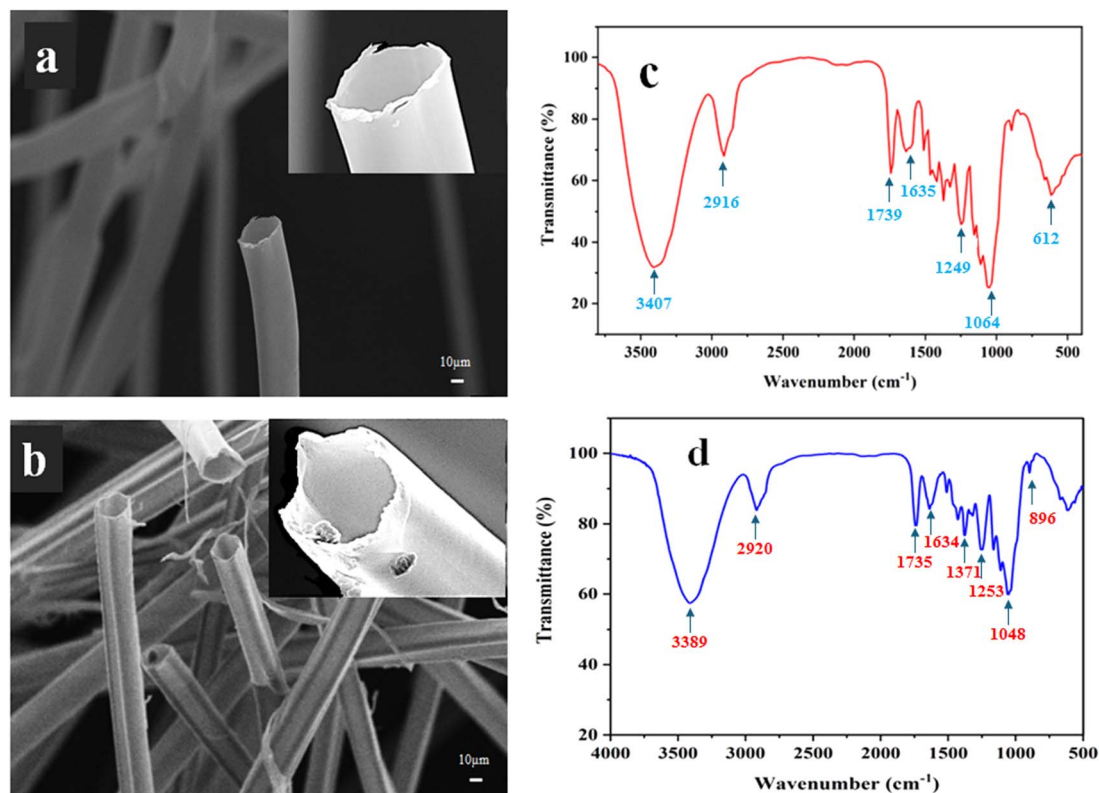 a
10µm
b
10µm
c
Transmittance (%)
100
80
60
40
20
3407
2916
1739
1635
1249
1064
612
3500 3000 2500 2000 1500 1000 500
Wavenumber (cm⁻¹)
d
Transmittance (%)
100
80
60
40
20
3389
2920
1735
1634
1371
1253
1048
896
4000 3500 3000 2500 2000 1500 1000 500
Wavenumber (cm⁻¹)